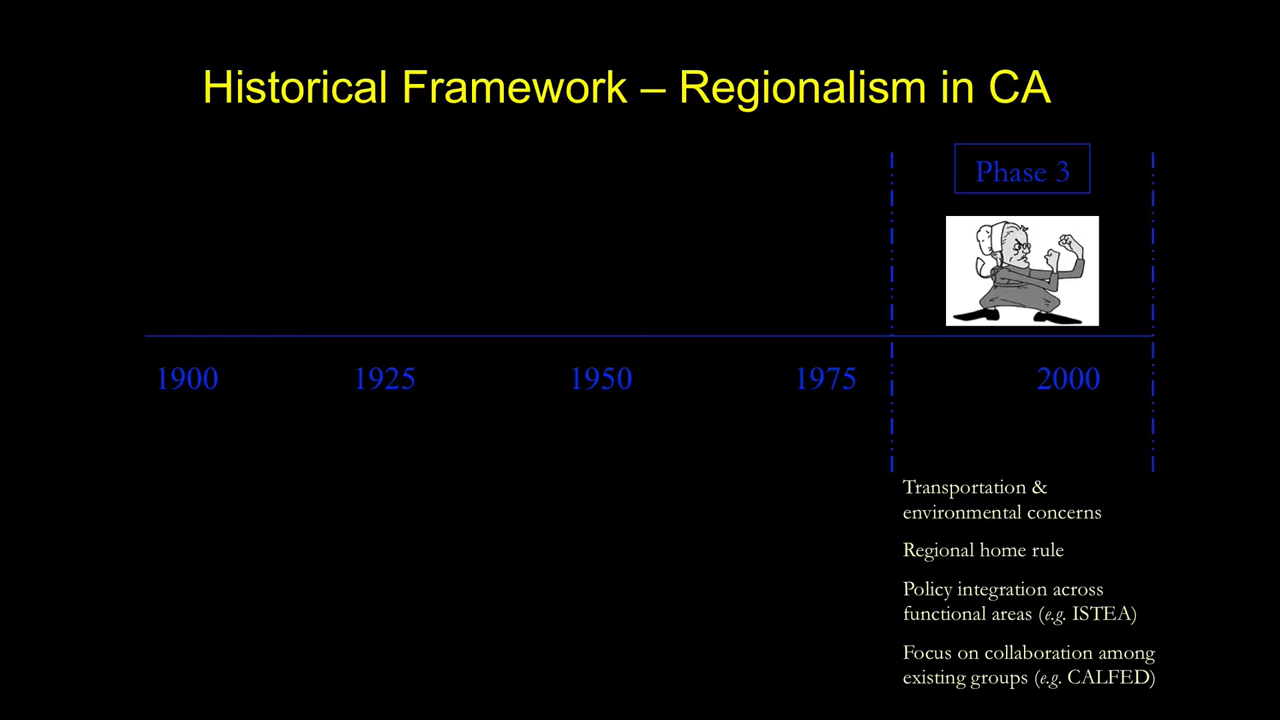 Historical Framework – Regionalism in CA
Phase 3
1900 1925 1950 1975 2000
Transportation &
environmental concerns
Regional home rule
Policy integration across
functional areas (e.g. ISTEA)
Focus on collaboration among
existing groups (e.g. CALFED)